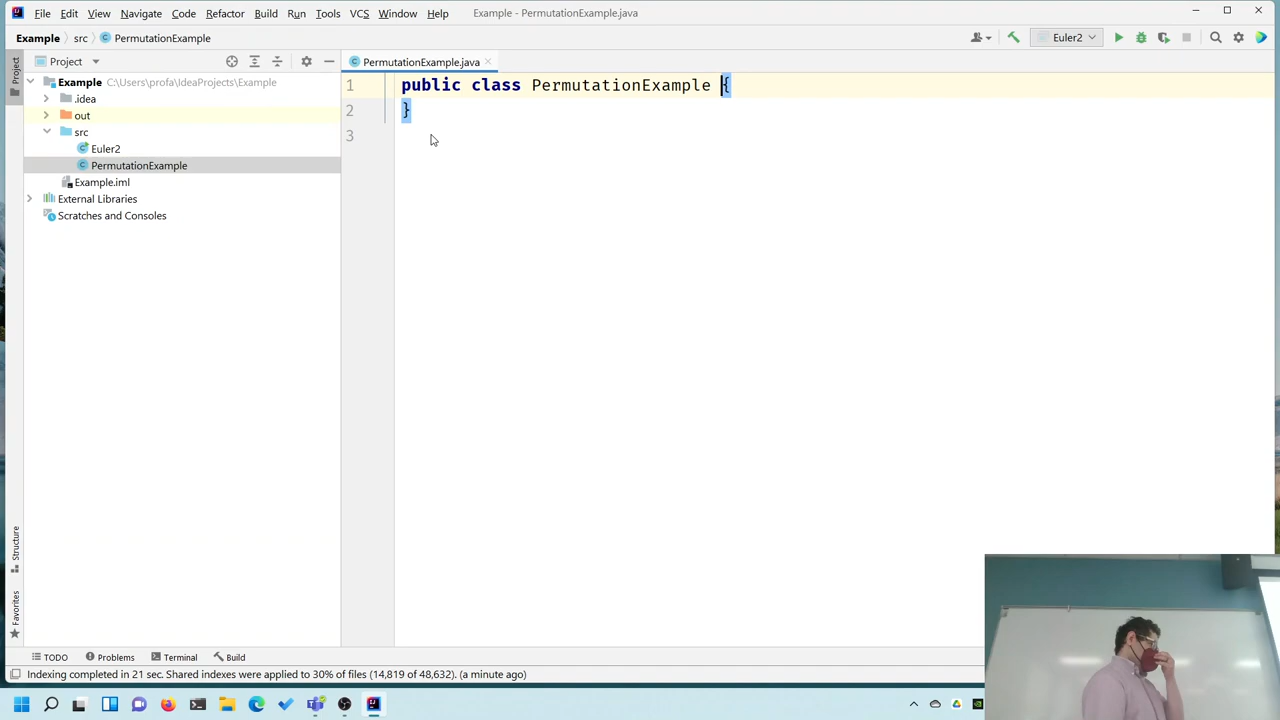 File Edit View Navigate Code Refactor Build Run Tools VCS Window Help Example - PermutationExample.java
Example src PermutationExample Euler2
Project PermutationExample.java
Project
Example C:\Users\profa\IdeaProjects\Example
.idea
out
src
Euler2
PermutationExample
Example.iml
External Libraries
Scratches and Consoles
1 public class PermutationExample {
2 }
3
Structure
Favorites
TODO Problems Terminal Build
Indexing completed in 21 sec. Shared indexes were applied to 30% of files (14,819 of 48,632). (a minute ago)